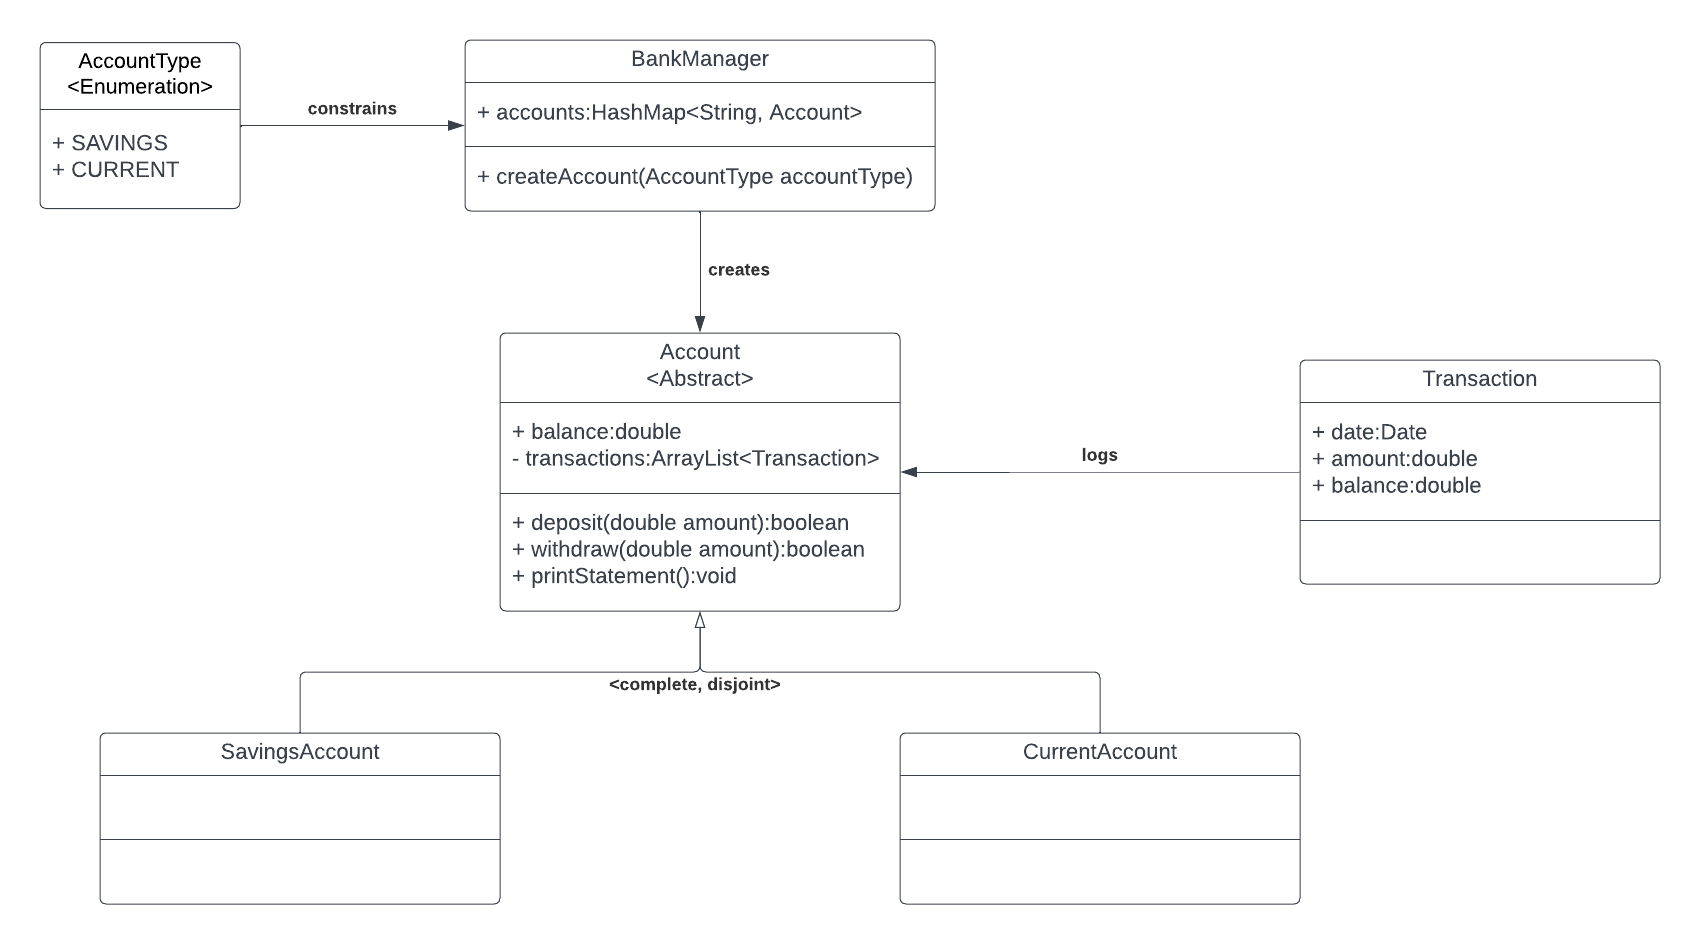 AccountType
<Enumeration>
+ SAVINGS
+ CURRENT
constrains
BankManager
+ accounts:HashMap<String, Account>
+ createAccount(AccountType accountType)
creates
Account
<Abstract>
+ balance:double
- transactions:ArrayList<Transaction>
+ deposit(double amount):boolean
+ withdraw(double amount):boolean
+ printStatement():void
logs
Transaction
+ date:Date
+ amount:double
+ balance:double
<complete, disjoint>
SavingsAccount
CurrentAccount